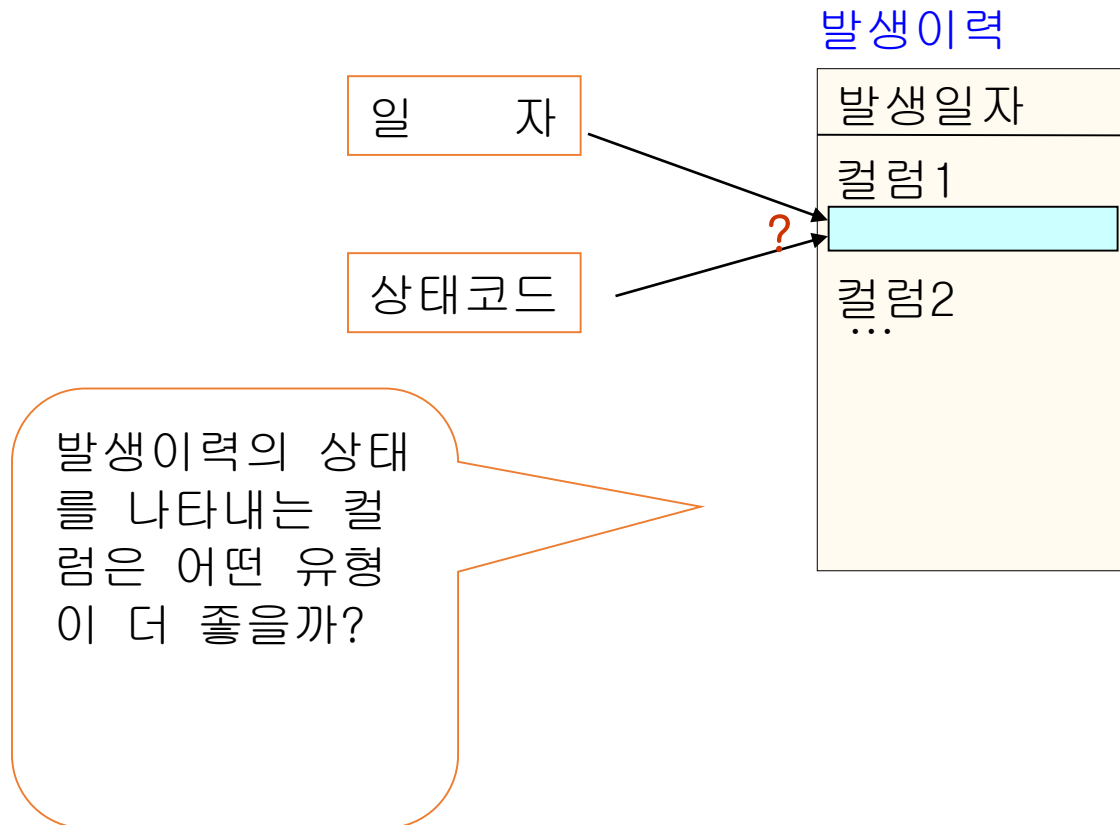 발생이력
발생일자
일 자
컬럼1
?
상태코드
컬럼2
...
발생이력의 상태
를 나타내는 컬
럼은 어떤 유형
이 더 좋을까?